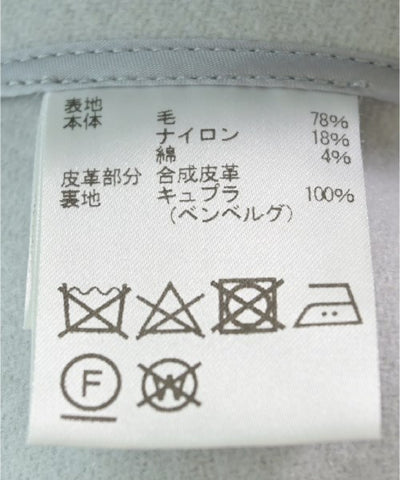 表地
本体 毛 78%
ナイロン 18%
綿 4%
皮革部分 合成皮革
裏地 キュプラ 100%
（ベンベルグ）
F W